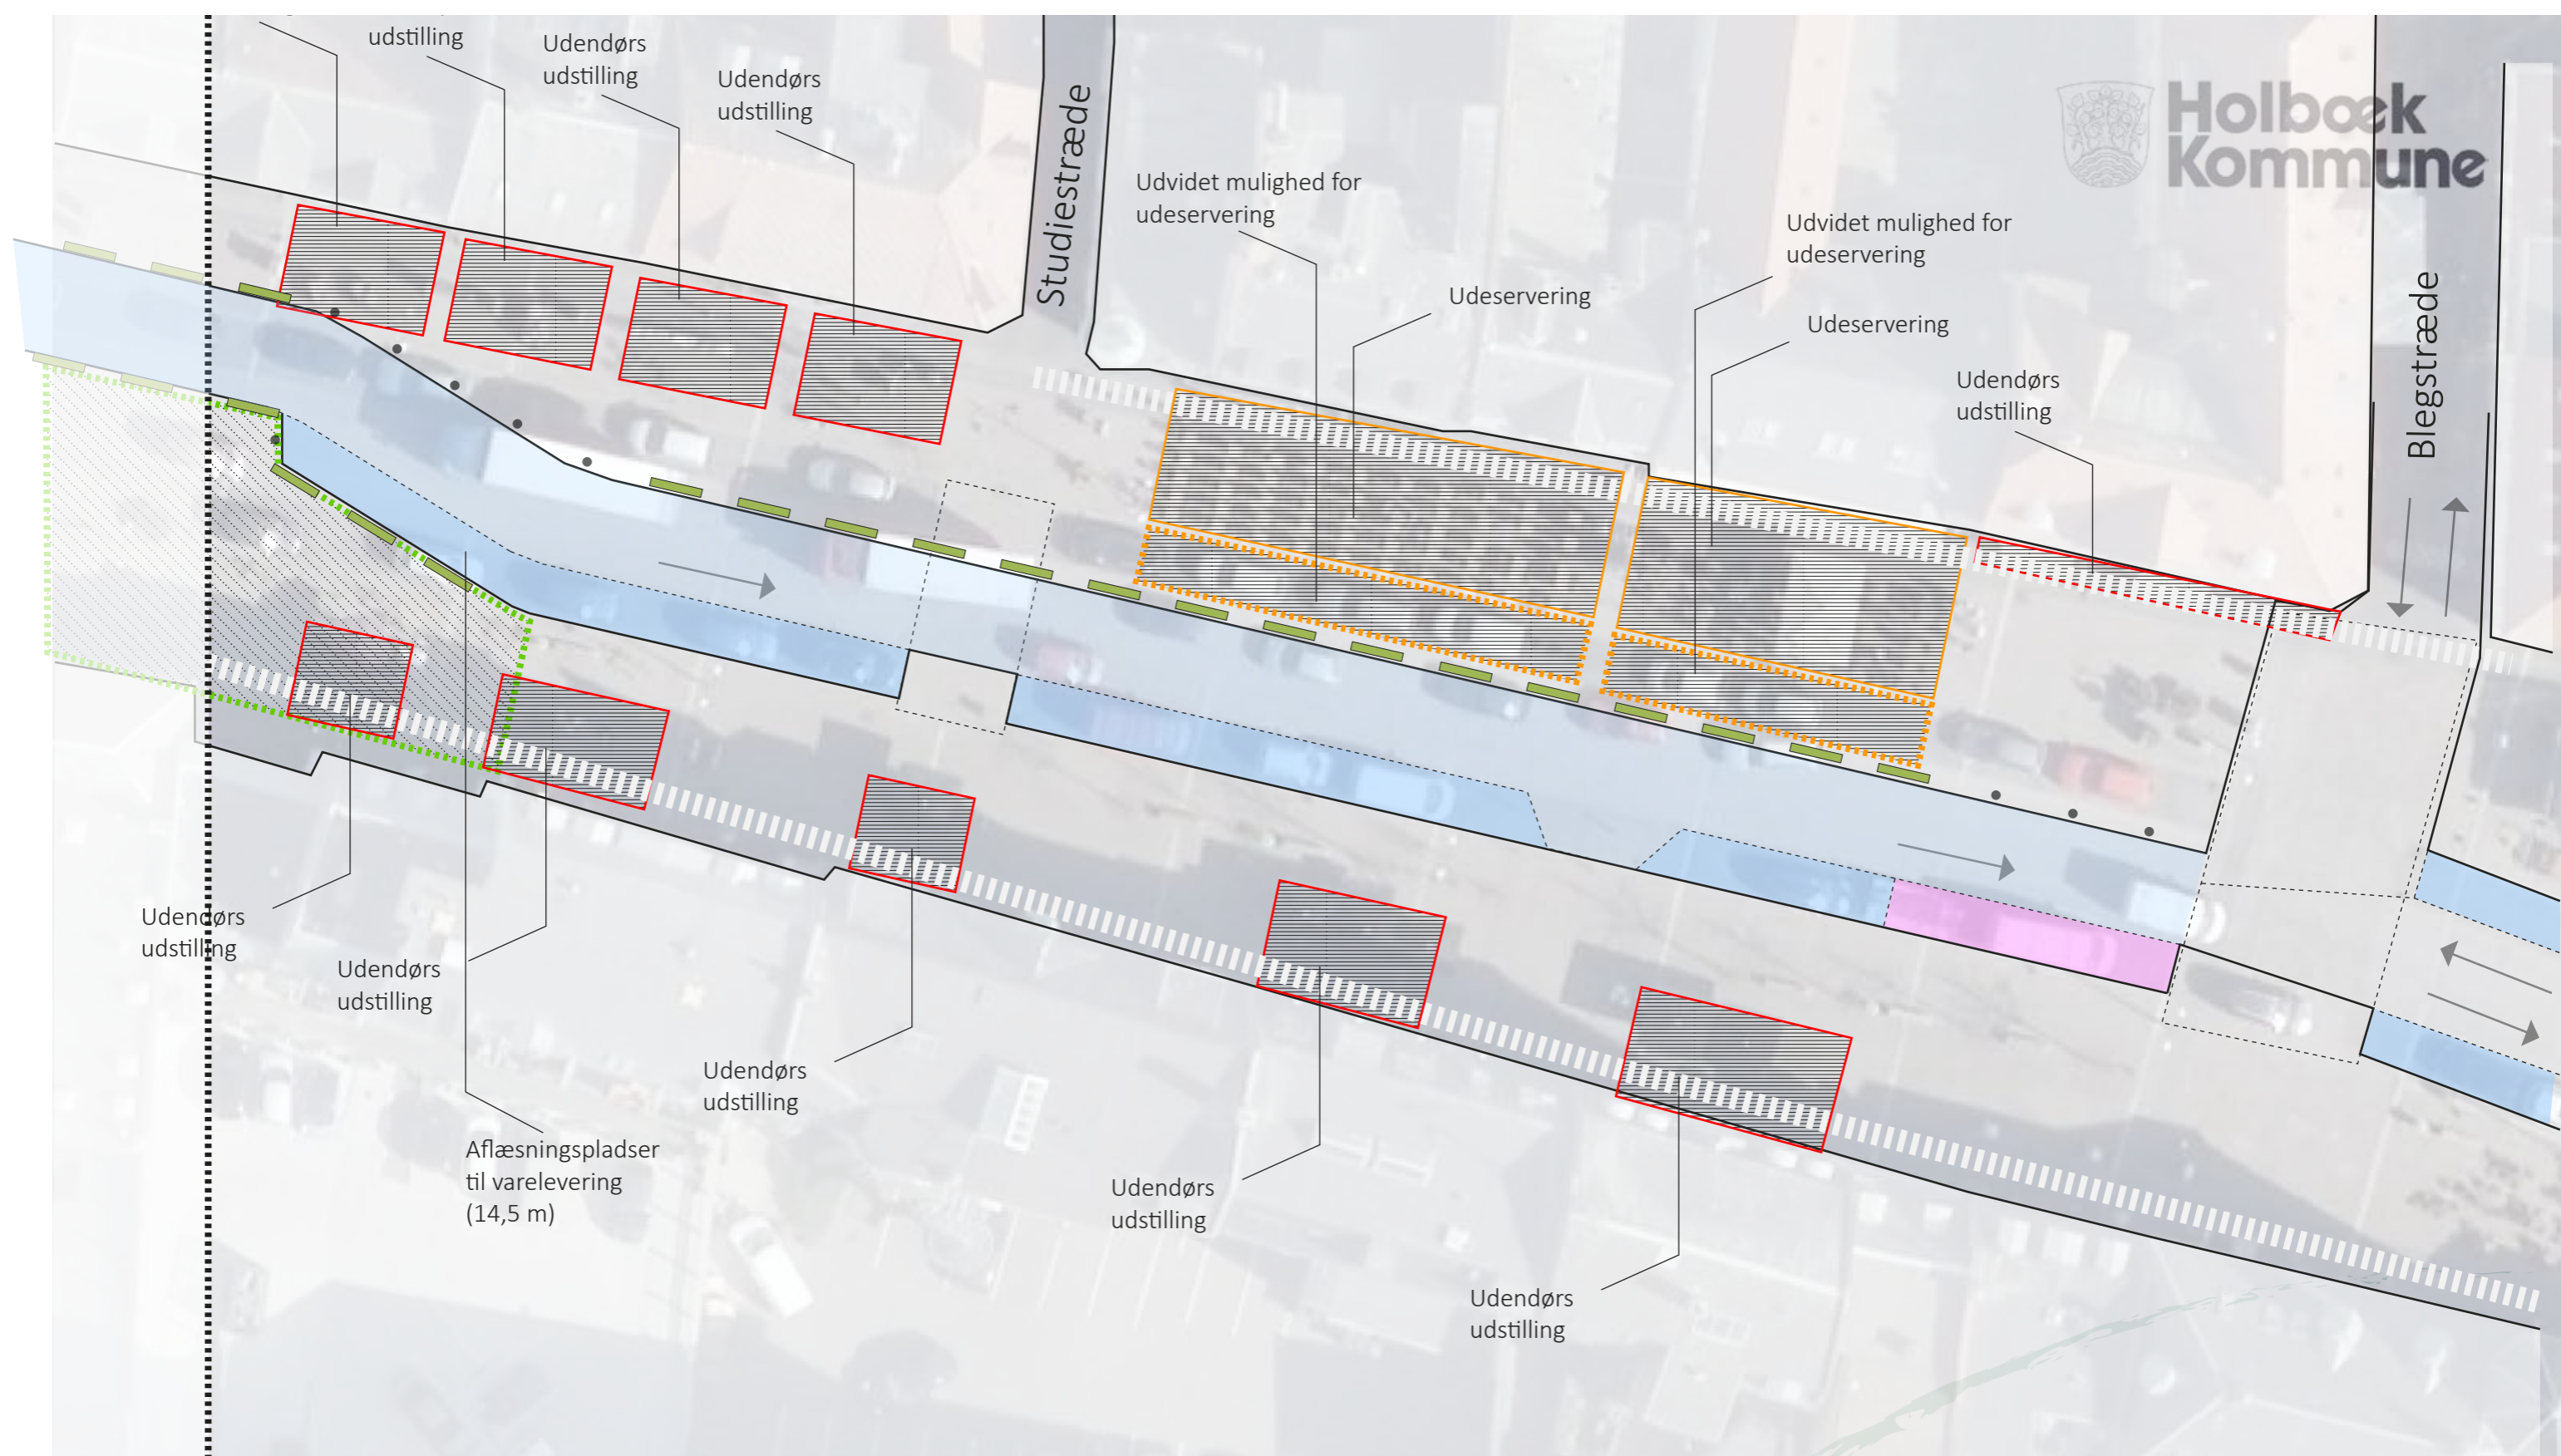 udstilling
Udendørs
udstilling
Udendørs
udstilling
Studiestræde
Holbæk
Kommune
Udvidet mulighed for
udeservering
Udvidet mulighed for
udeservering
Udeservering
Udeservering
Udendørs
udstilling
Blegstræde
Udendørs
udstilling
Udendørs
udstilling
Udendørs
udstilling
Aflæsningspladser
til varelevering
(14,5 m)
Udendørs
udstilling
Udendørs
udstilling